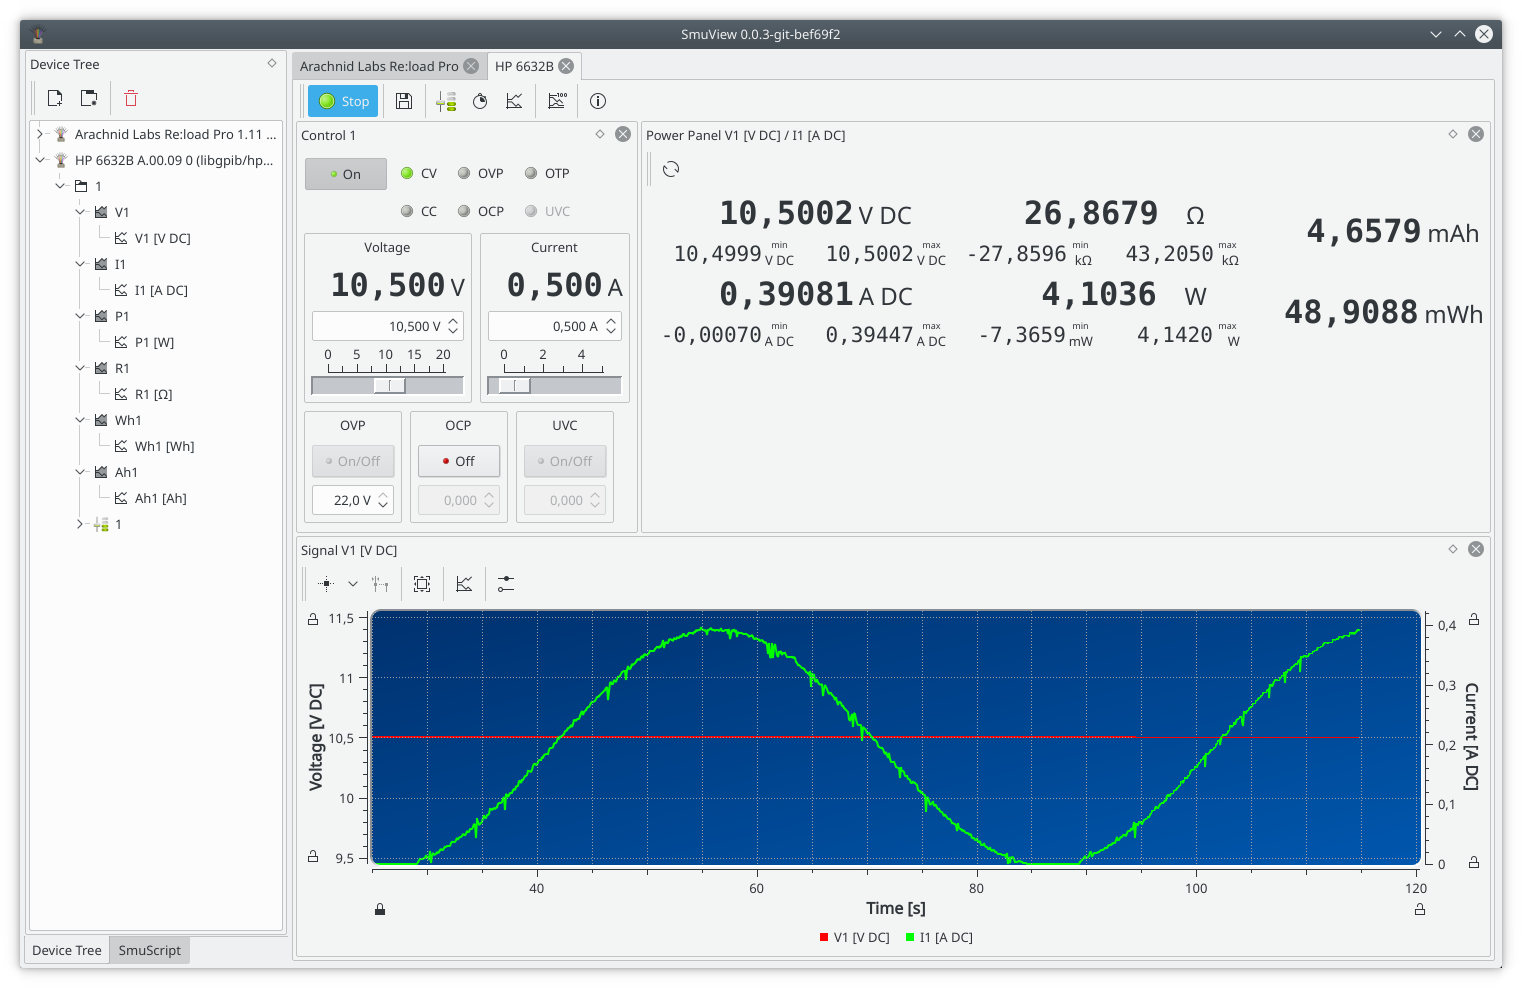 SmuView 0.0.3-git-bef69f2
Device Tree
Arachnid Labs Re:load Pro 1.11 ...
HP 6632B A.00.09 0 (libgpib/hp...
1
V1
V1 [V DC]
I1
I1 [A DC]
P1
P1 [W]
R1
R1 [Ω]
Wh1
Wh1 [Wh]
Ah1
Ah1 [Ah]
1
Device Tree SmuScript
Arachnid Labs Re:load Pro HP 6632B
Stop
Control 1
On CV OVP OTP
CC OCP UVC
Voltage Current
10,500 V 0,500 A
10,500 V 0,500 A
0 5 10 15 20 0 2 4
OVP OCP UVC
On/Off Off On/Off
22,0 V 0,000 0,000
Power Panel V1 [V DC] / I1 [A DC]
10,5002 V DC 26,8679 Ω 4,6579 mAh
10,4999 min V DC 10,5002 max V DC -27,8596 min kΩ 43,2050 max kΩ
0,39081 A DC 4,1036 W 48,9088 mWh
-0,00070 min A DC 0,39447 max A DC -7,3659 min mW 4,1420 max W
Signal V1 [V DC]
11,5
11
10,5
10
9,5
Voltage [V DC]
0,4
0,3
0,2
0,1
0
Current [A DC]
40 60 80 100 120
Time [s]
V1 [V DC] I1 [A DC]